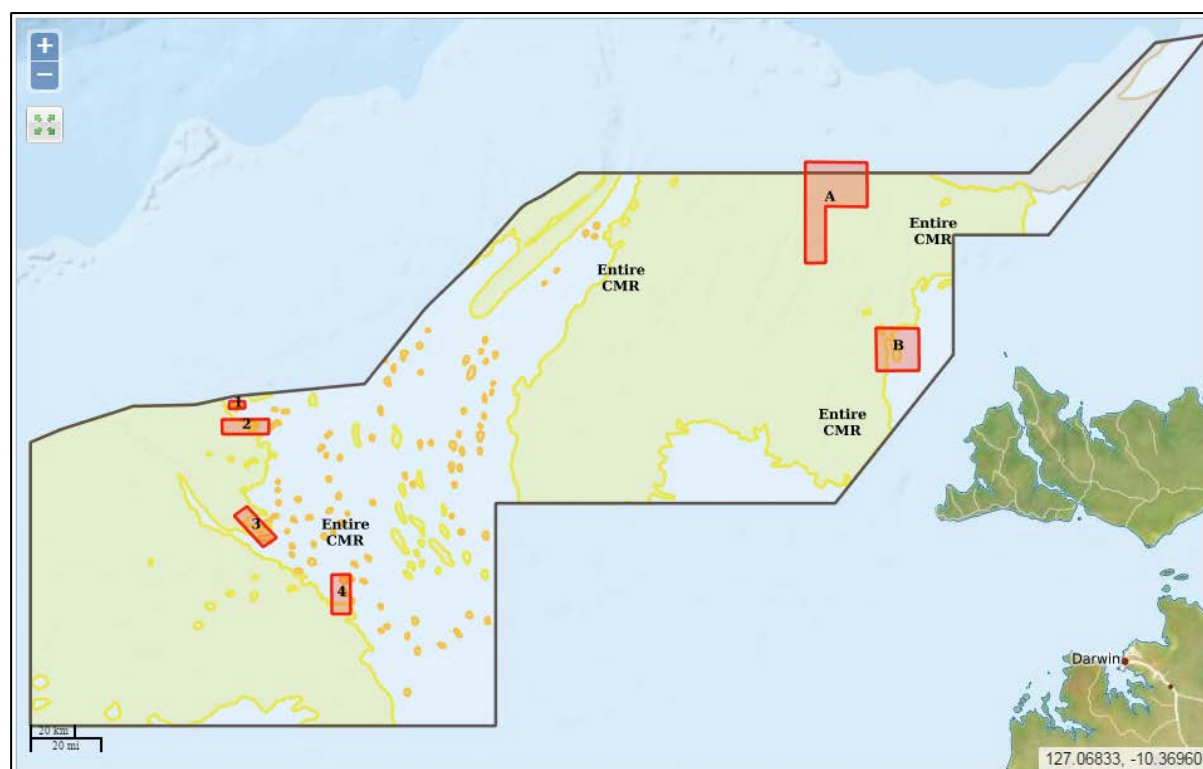 +
−
A
Entire
CMR
Entire
CMR
B
1
2
Entire
CMR
3
Entire
CMR
4
Darwin
20 km
20 mi
127.06833, -10.36960